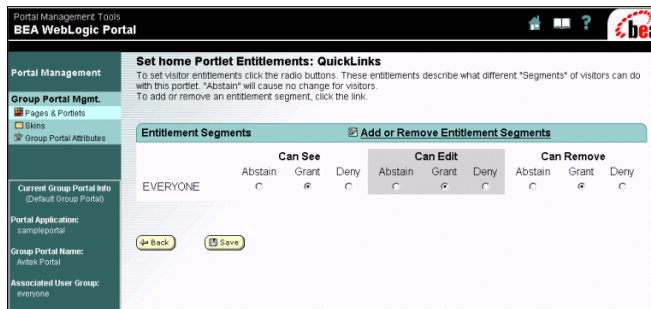 Portal Management Tools
BEA WebLogic Portal
?
bea
Portal Management
Group Portal Mgmt.
Pages & Portlets
Skins
Group Portal Attributes
Current Group Portal Info
(Default Group Portal)
Portal Application:
sampleportal
Group Portal Name:
Avitek Portal
Associated User Group:
everyone
Set home Portlet Entitlements: QuickLinks
To set visitor entitlements click the radio buttons. These entitlements describe what different "Segments" of visitors can do
with this portlet. "Abstain" will cause no change for visitors.
To add or remove an entitlement segment, click the link.
Entitlement Segments Add or Remove Entitlement Segments
Can See Can Edit Can Remove
Abstain Grant Deny Abstain Grant Deny Abstain Grant Deny
EVERYONE
Back Save